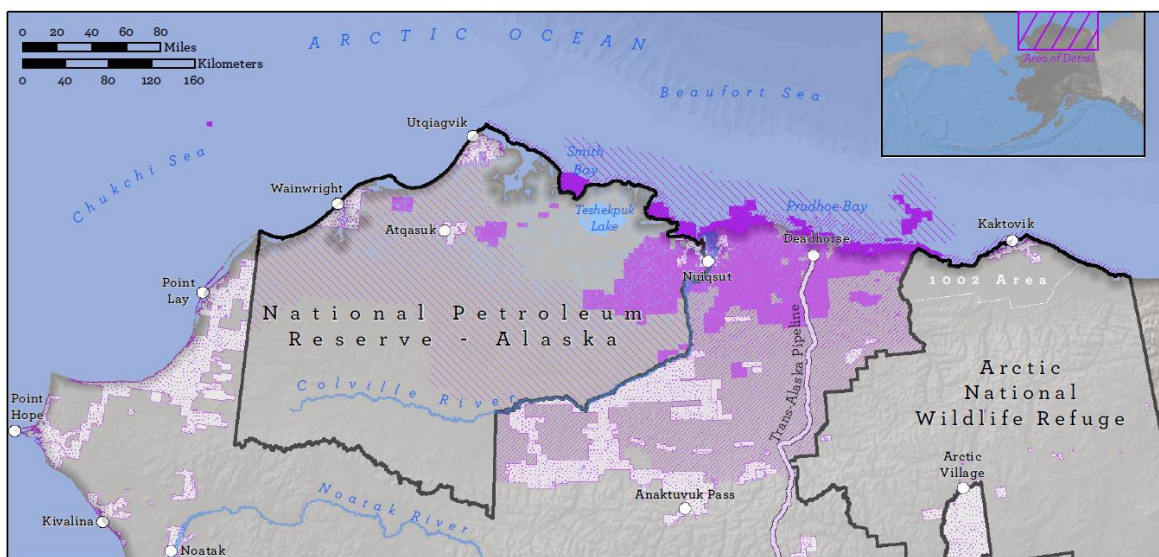 0 20 40 60 80
Miles
Kilometers
0 40 80 120 160
ARCTIC OCEAN
Beaufort Sea
Area of Detail
Chukchi Sea
Utqiagvik
Smith
Bay
Wainwright
Teshekpuk
Lake
Prudhoe Bay
Atqasuk
Deadhorse
Kaktovik
Nuiqsut
Point
Lay
1002 Area
National Petroleum
Reserve - Alaska
Trans-Alaska Pipeline
Arctic
National
Wildlife Refuge
Colville River
Point
Hope
Arctic
Village
Anaktuvuk Pass
Noatak River
Kivalina
Noatak